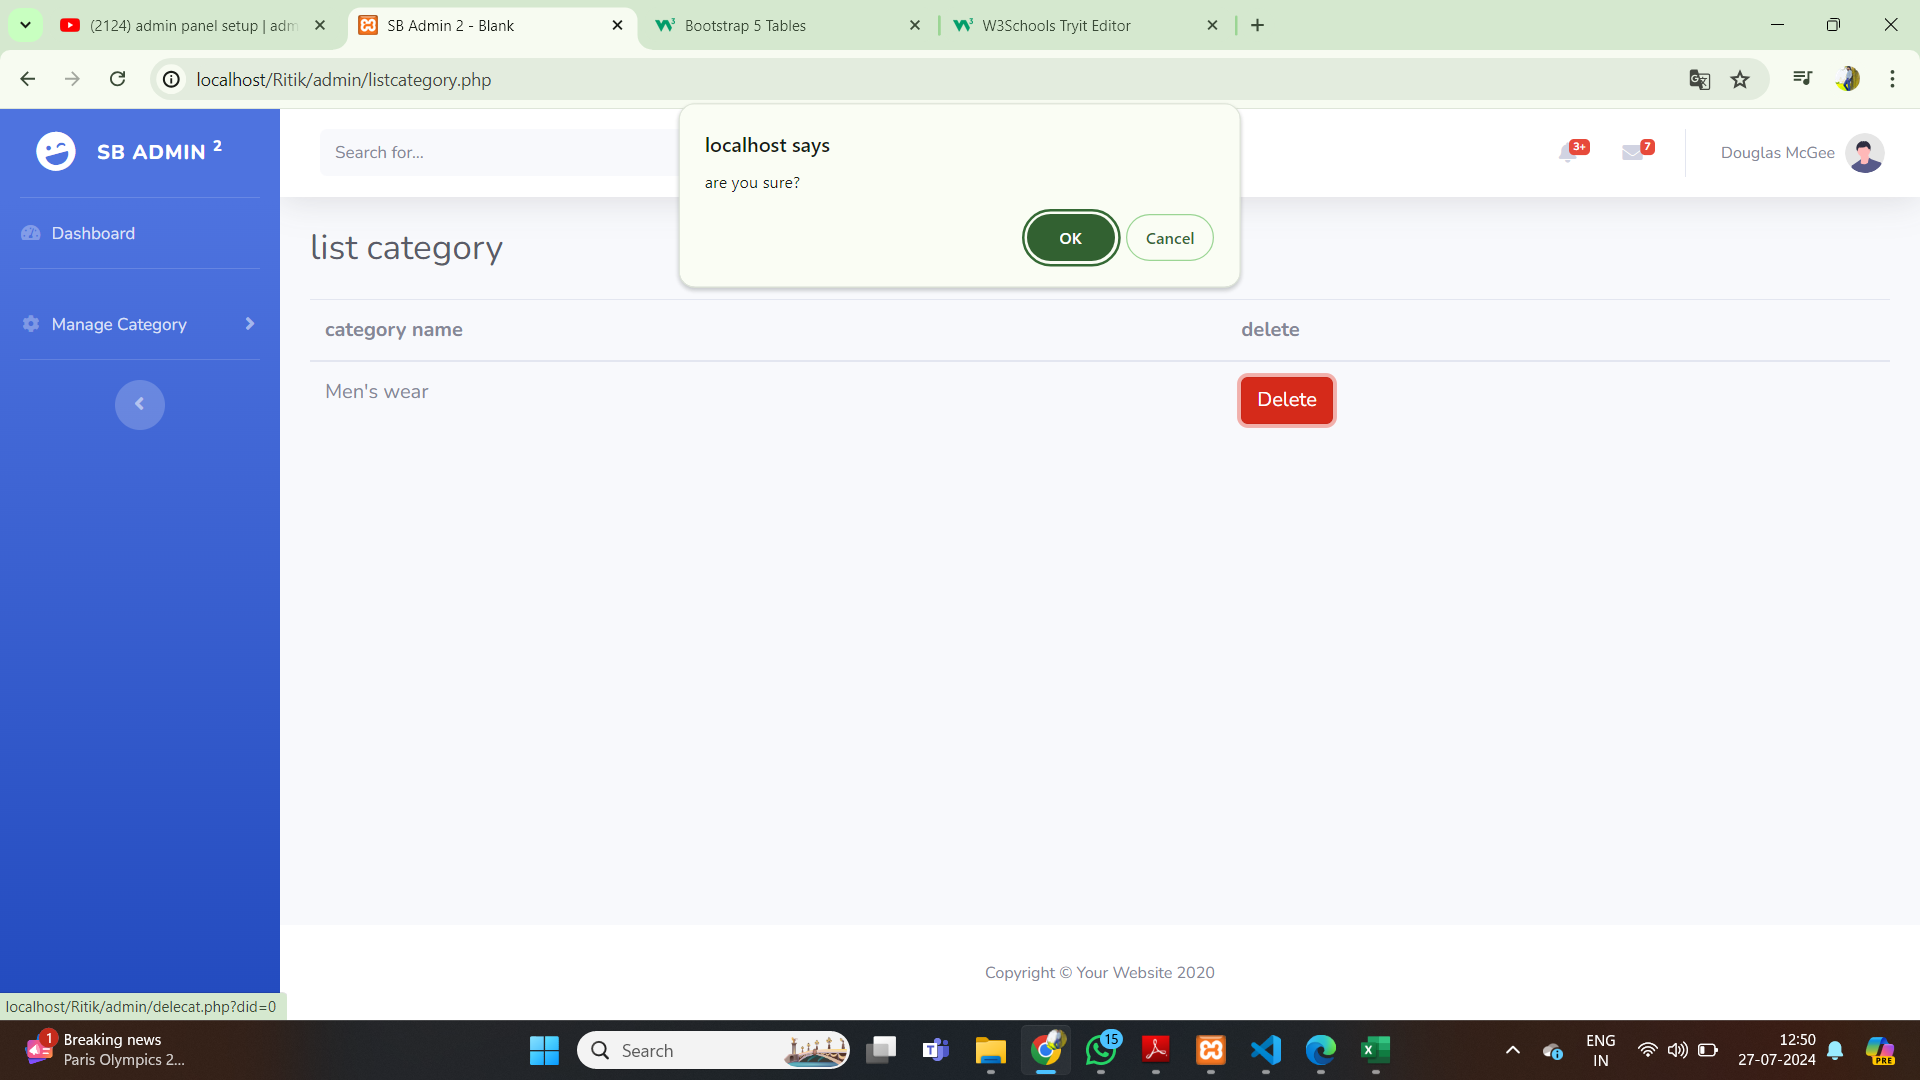 (2124) admin panel setup | adm
SB Admin 2 - Blank
Bootstrap 5 Tables
W3Schools Tryit Editor
localhost/Ritik/admin/listcategory.php
SB ADMIN 2
Search for...
3+
7
Douglas McGee
localhost says
are you sure?
OK
Cancel
Dashboard
Manage Category
list category
category name
delete
Men's wear
Delete
Copyright © Your Website 2020
localhost/Ritik/admin/delecat.php?did=0
1
Breaking news
Paris Olympics 2...
Search
15
ENG
IN
12:50
27-07-2024
PRE